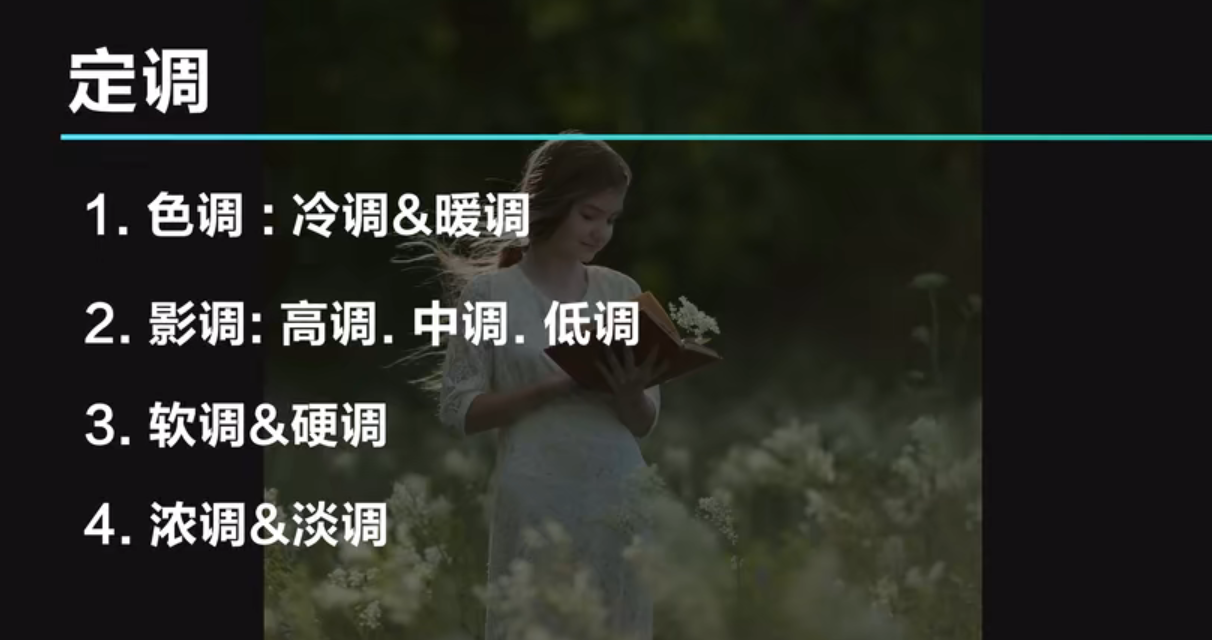 定调
1. 色调 : 冷调&暖调
2. 影调: 高调. 中调. 低调
3. 软调&硬调
4. 浓调&淡调